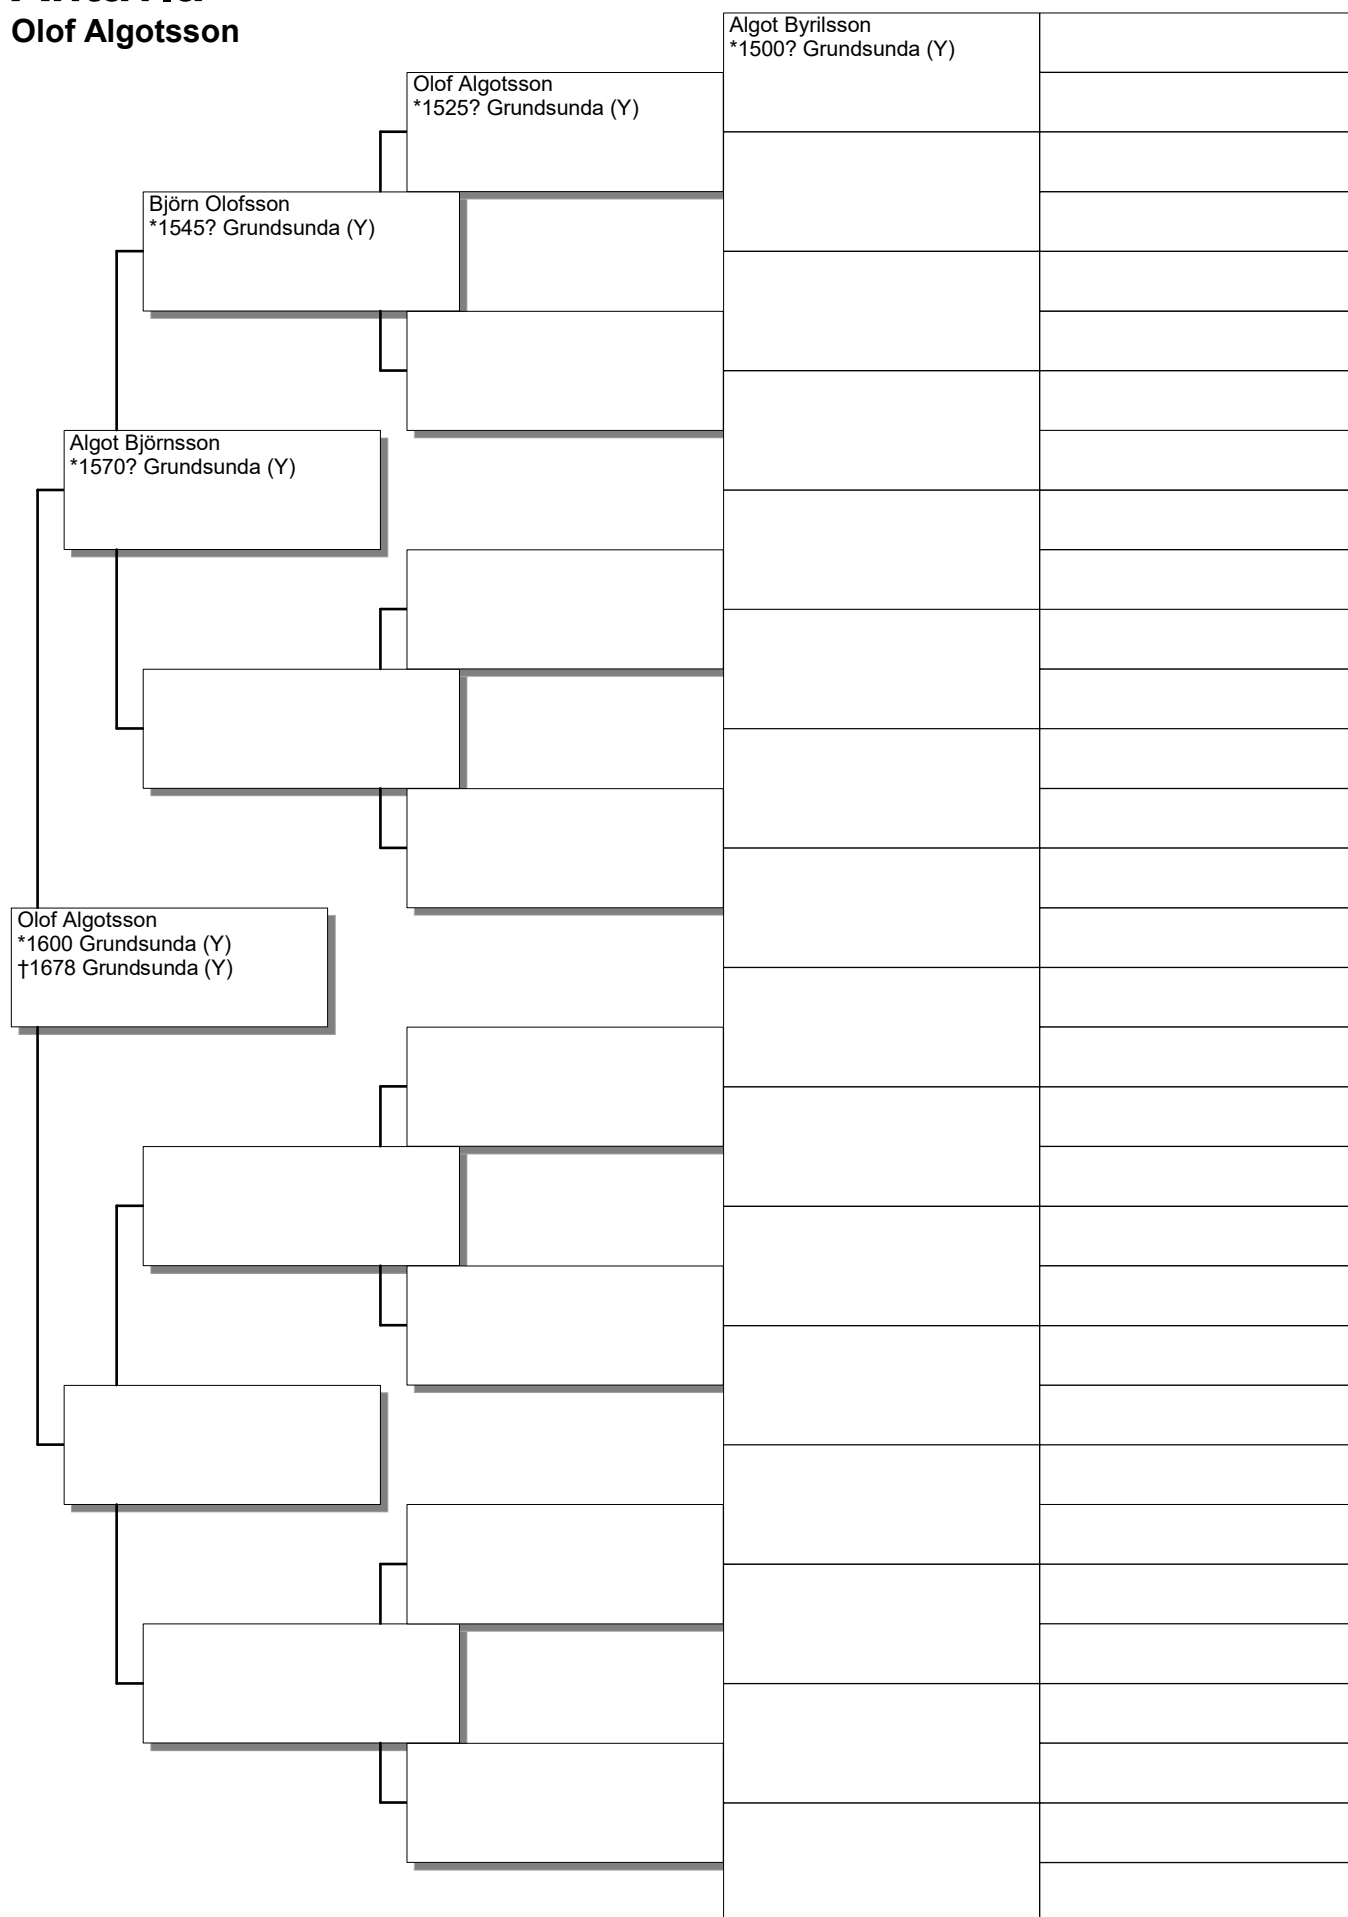 Olof Algotsson
Algot Byrilsson
*1500? Grundsunda (Y)
Olof Algotsson
*1525? Grundsunda (Y)
Björn Olofsson
*1545? Grundsunda (Y)
Algot Björnsson
*1570? Grundsunda (Y)
Olof Algotsson
*1600 Grundsunda (Y)
†1678 Grundsunda (Y)